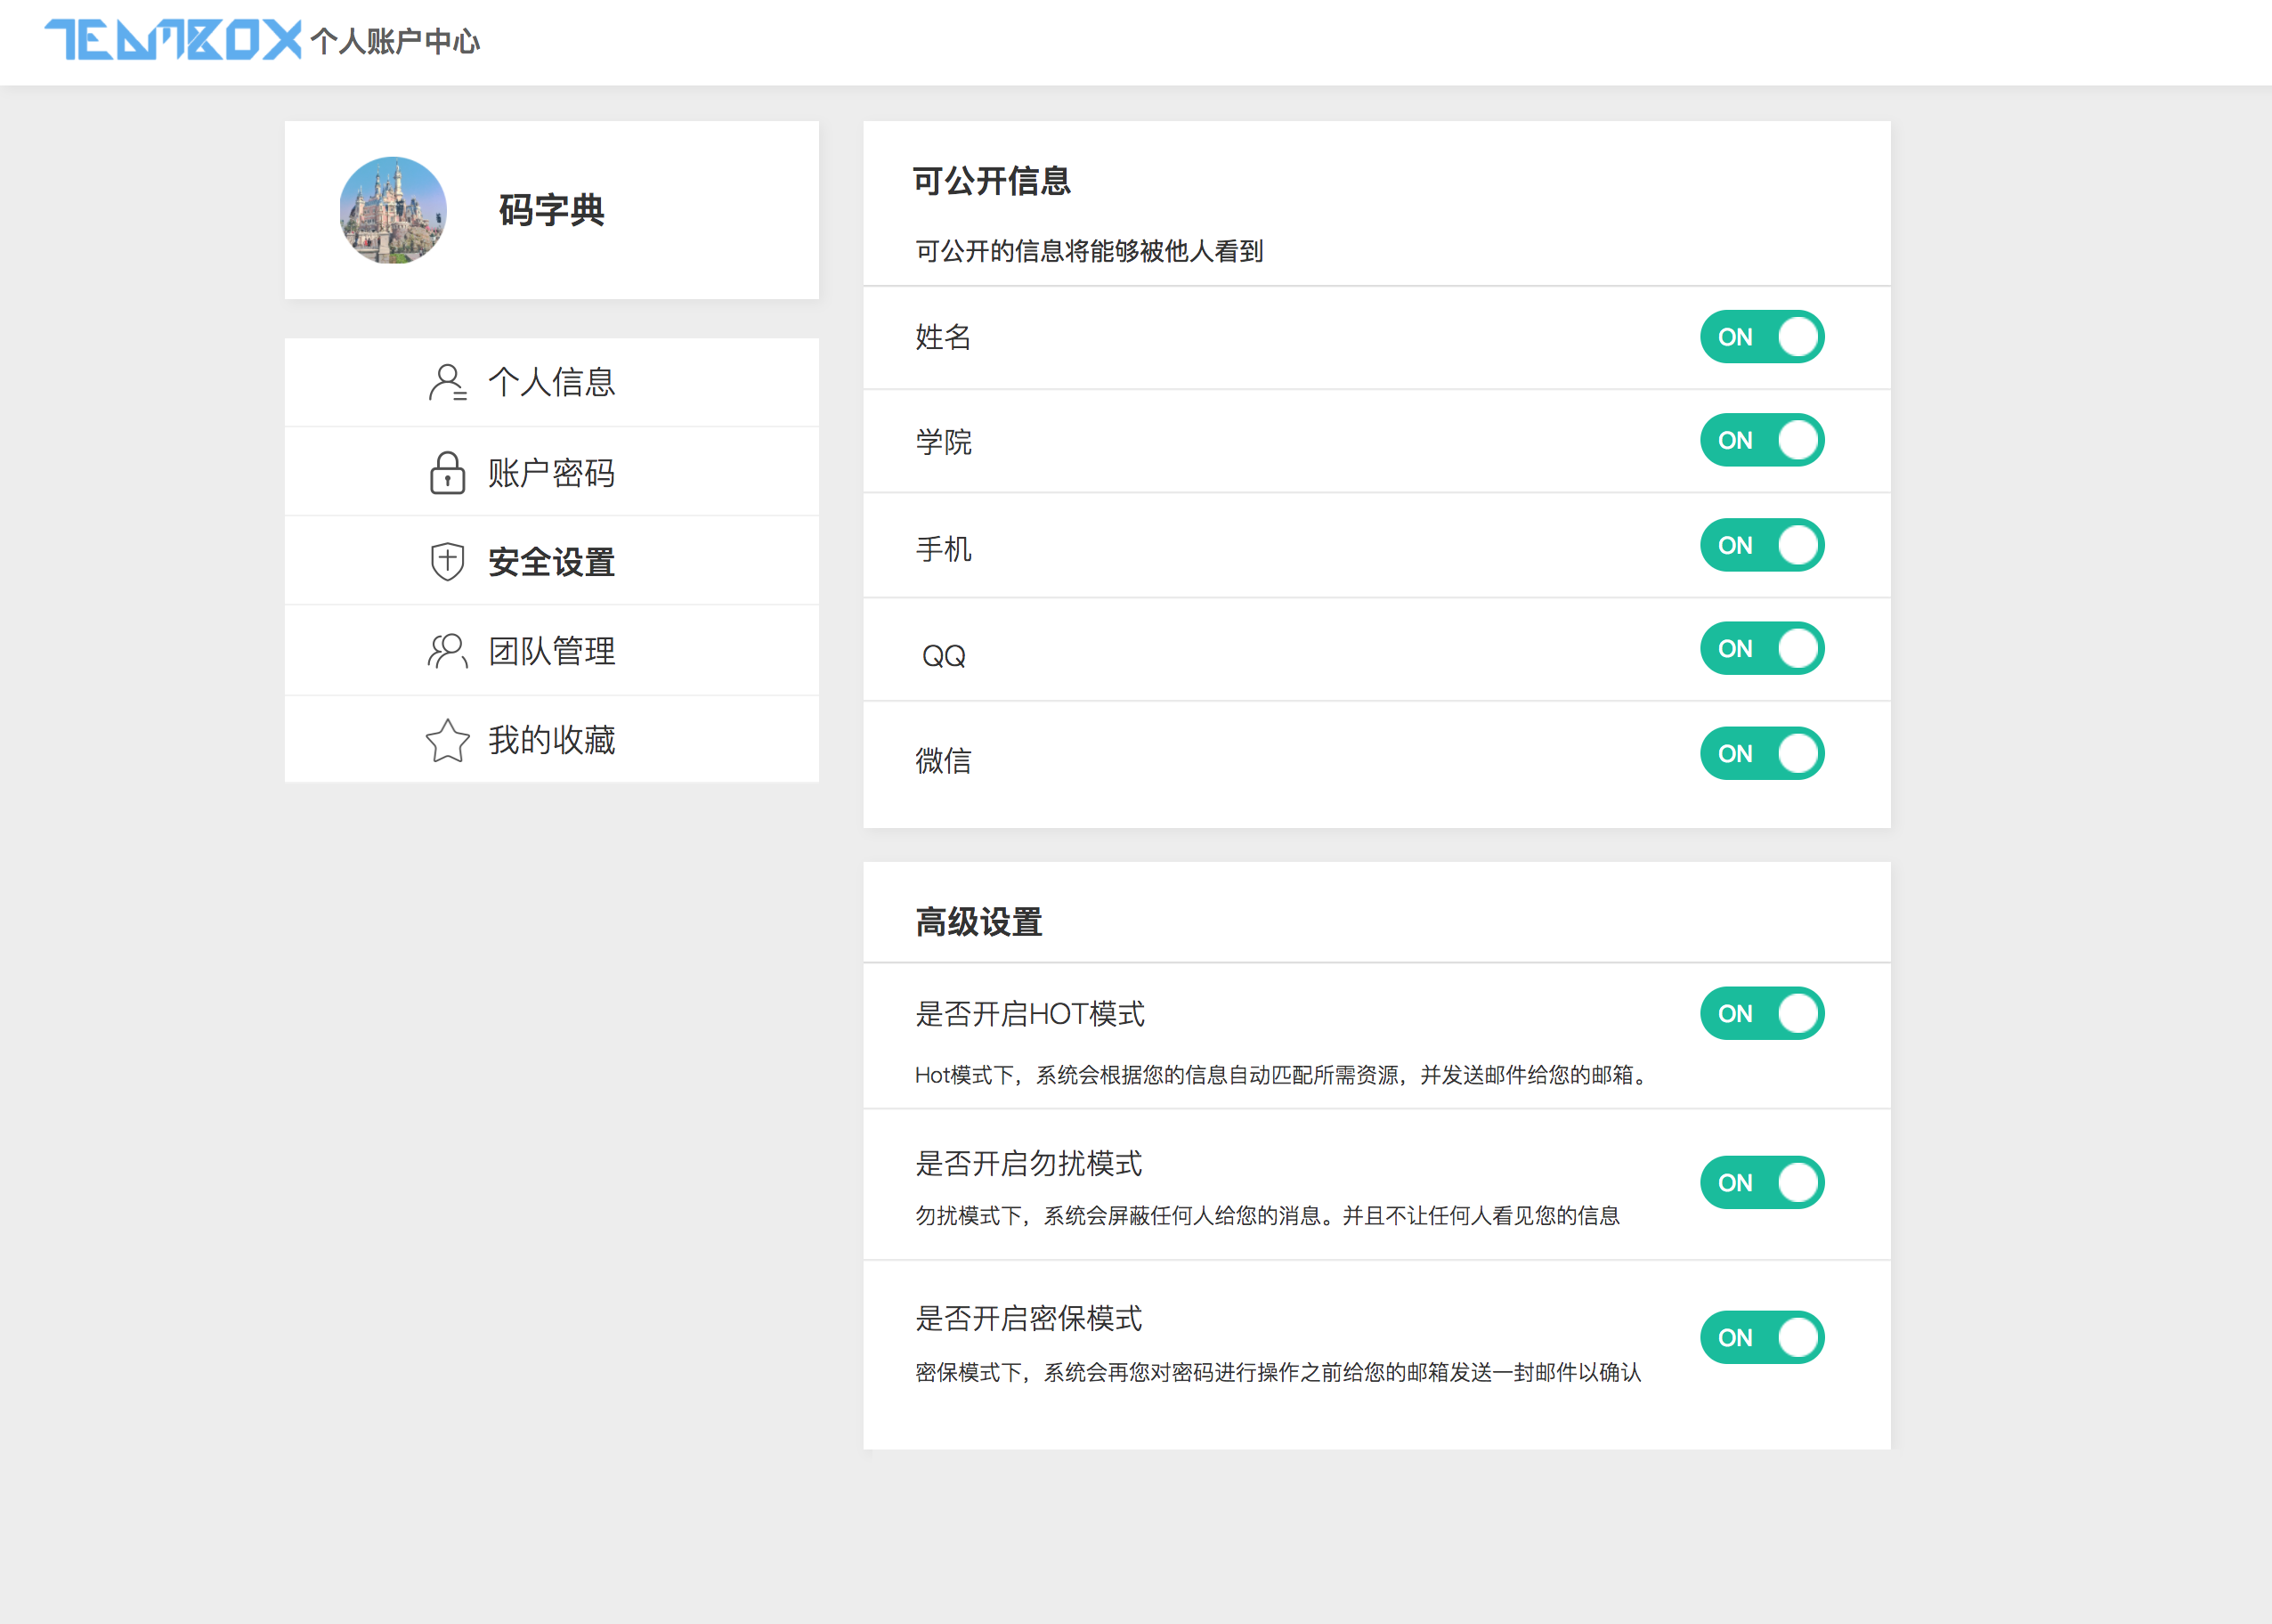 TEAMBOX 个人账户中心
码字典
个人信息
账户密码
安全设置
团队管理
我的收藏
可公开信息
可公开的信息将能够被他人看到
姓名 ON
学院 ON
手机 ON
QQ ON
微信 ON
高级设置
是否开启HOT模式 ON
Hot模式下，系统会根据您的信息自动匹配所需资源，并发送邮件给您的邮箱。
是否开启勿扰模式 ON
勿扰模式下，系统会屏蔽任何人给您的消息。并且不让任何人看见您的信息
是否开启密保模式 ON
密保模式下，系统会再您对密码进行操作之前给您的邮箱发送一封邮件以确认